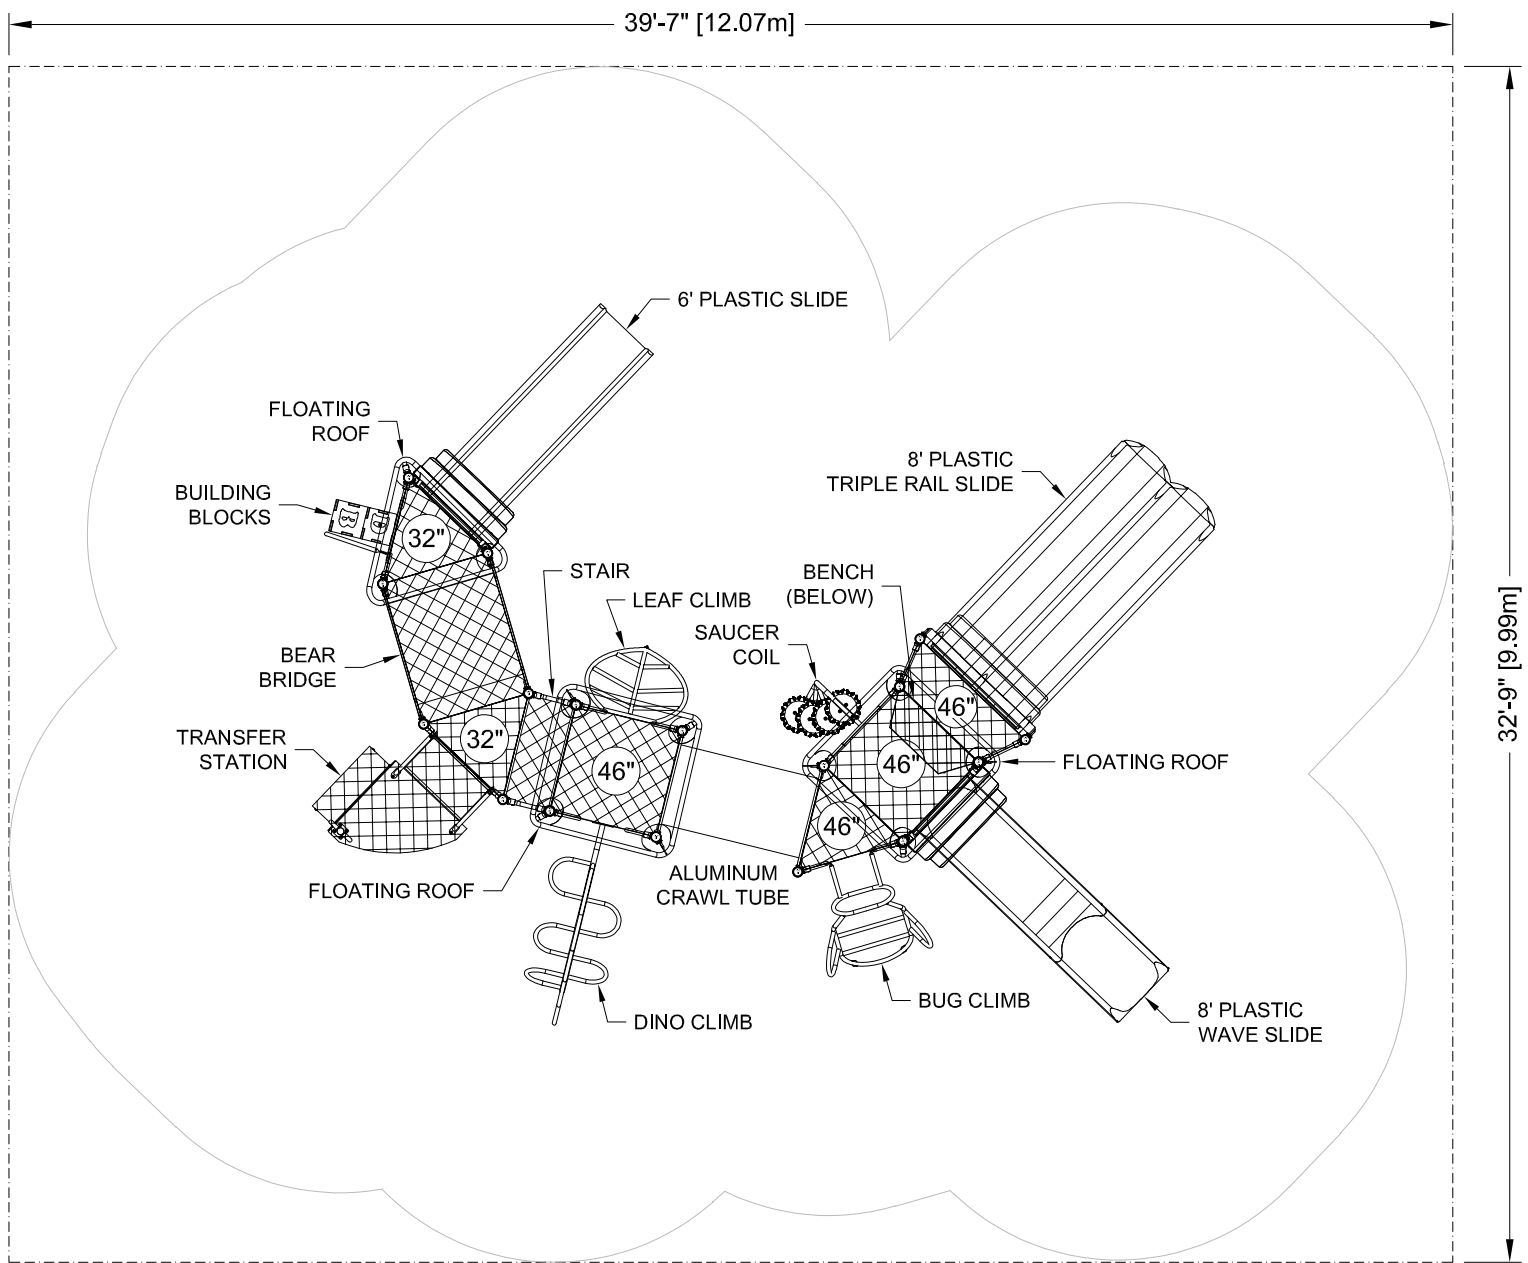 39'-7" [12.07m]
6' PLASTIC SLIDE
FLOATING
ROOF
8' PLASTIC
TRIPLE RAIL SLIDE
BUILDING
BLOCKS
B
32"
STAIR
BENCH
(BELOW)
LEAF CLIMB
SAUCER
COIL
32'-9" [9.99m]
BEAR
BRIDGE
46"
32"
TRANSFER
STATION
46"
46"
FLOATING ROOF
46"
ALUMINUM
CRAWL TUBE
FLOATING ROOF
BUG CLIMB
8' PLASTIC
WAVE SLIDE
DINO CLIMB